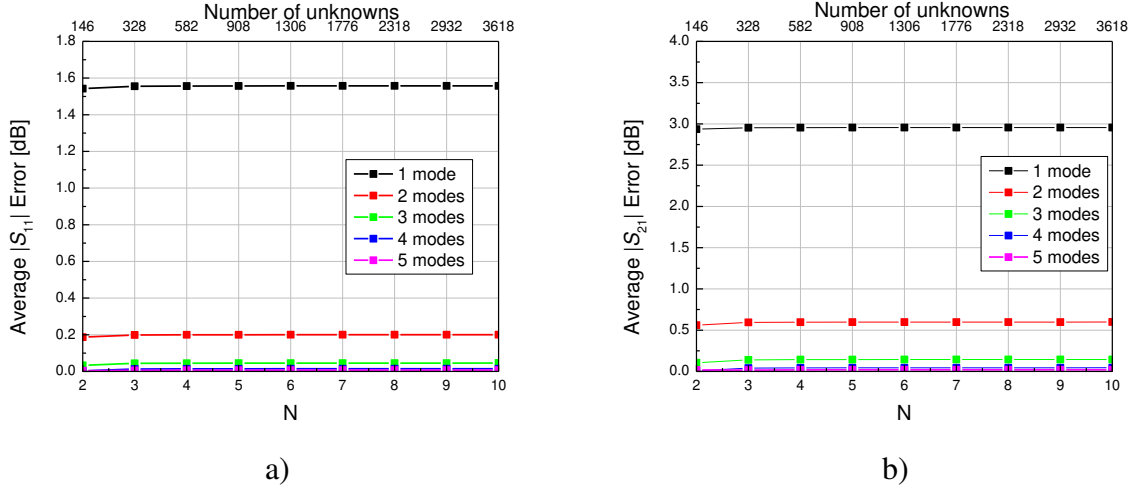 Number of unknowns
146 328 582 908 1306 1776 2318 2932 3618
1.8
1.6
1.4
1.2
1.0
0.8
0.6
0.4
0.2
0.0
Average |S11| Error [dB]
1 mode
2 modes
3 modes
4 modes
5 modes
2 3 4 5 6 7 8 9 10
N
a)
Number of unknowns
146 328 582 908 1306 1776 2318 2932 3618
4.0
3.5
3.0
2.5
2.0
1.5
1.0
0.5
0.0
Average |S21| Error [dB]
1 mode
2 modes
3 modes
4 modes
5 modes
2 3 4 5 6 7 8 9 10
N
b)